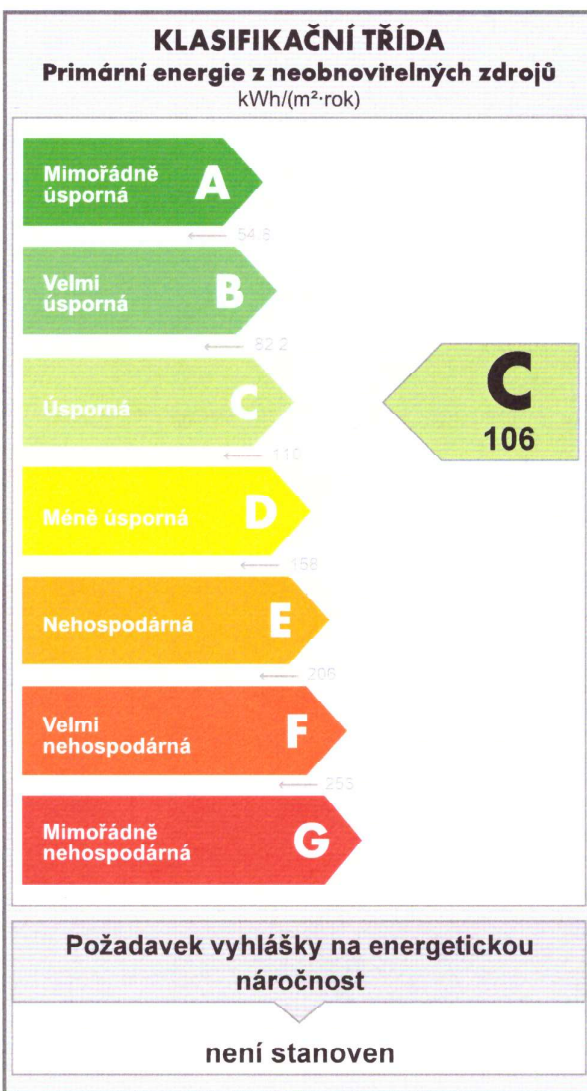 KLASIFIKAČNÍ TŘÍDA
Primární energie z neobnovitelných zdrojů
kWh/(m²·rok)
Mimořádně
úsporná
A
← 54.8
Velmi
úsporná
B
← 82.2
Úsporná
C
← 110
C
106
Méně úsporná
D
← 158
Nehospodárná
E
← 206
Velmi
nehospodárná
F
← 255
Mimořádně
nehospodárná
G
Požadavek vyhlášky na energetickou
náročnost
není stanoven